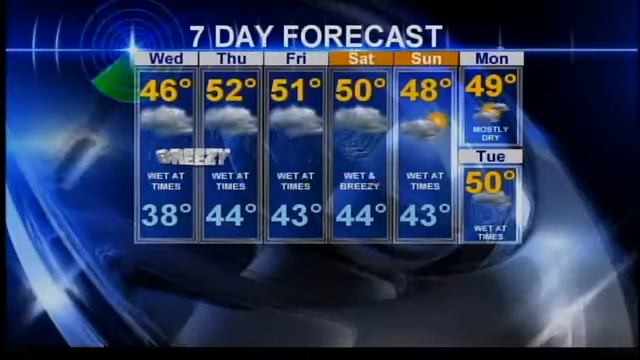 7 DAY FORECAST
Wed Thu Fri Sat Sun Mon
46° 52° 51° 50° 48° 49°
MOSTLY
DRY
BREEZY
Tue
WET AT WET AT WET AT WET & WET AT
TIMES TIMES TIMES BREEZY TIMES
50°
38° 44° 43° 44° 43°
WET AT
TIMES